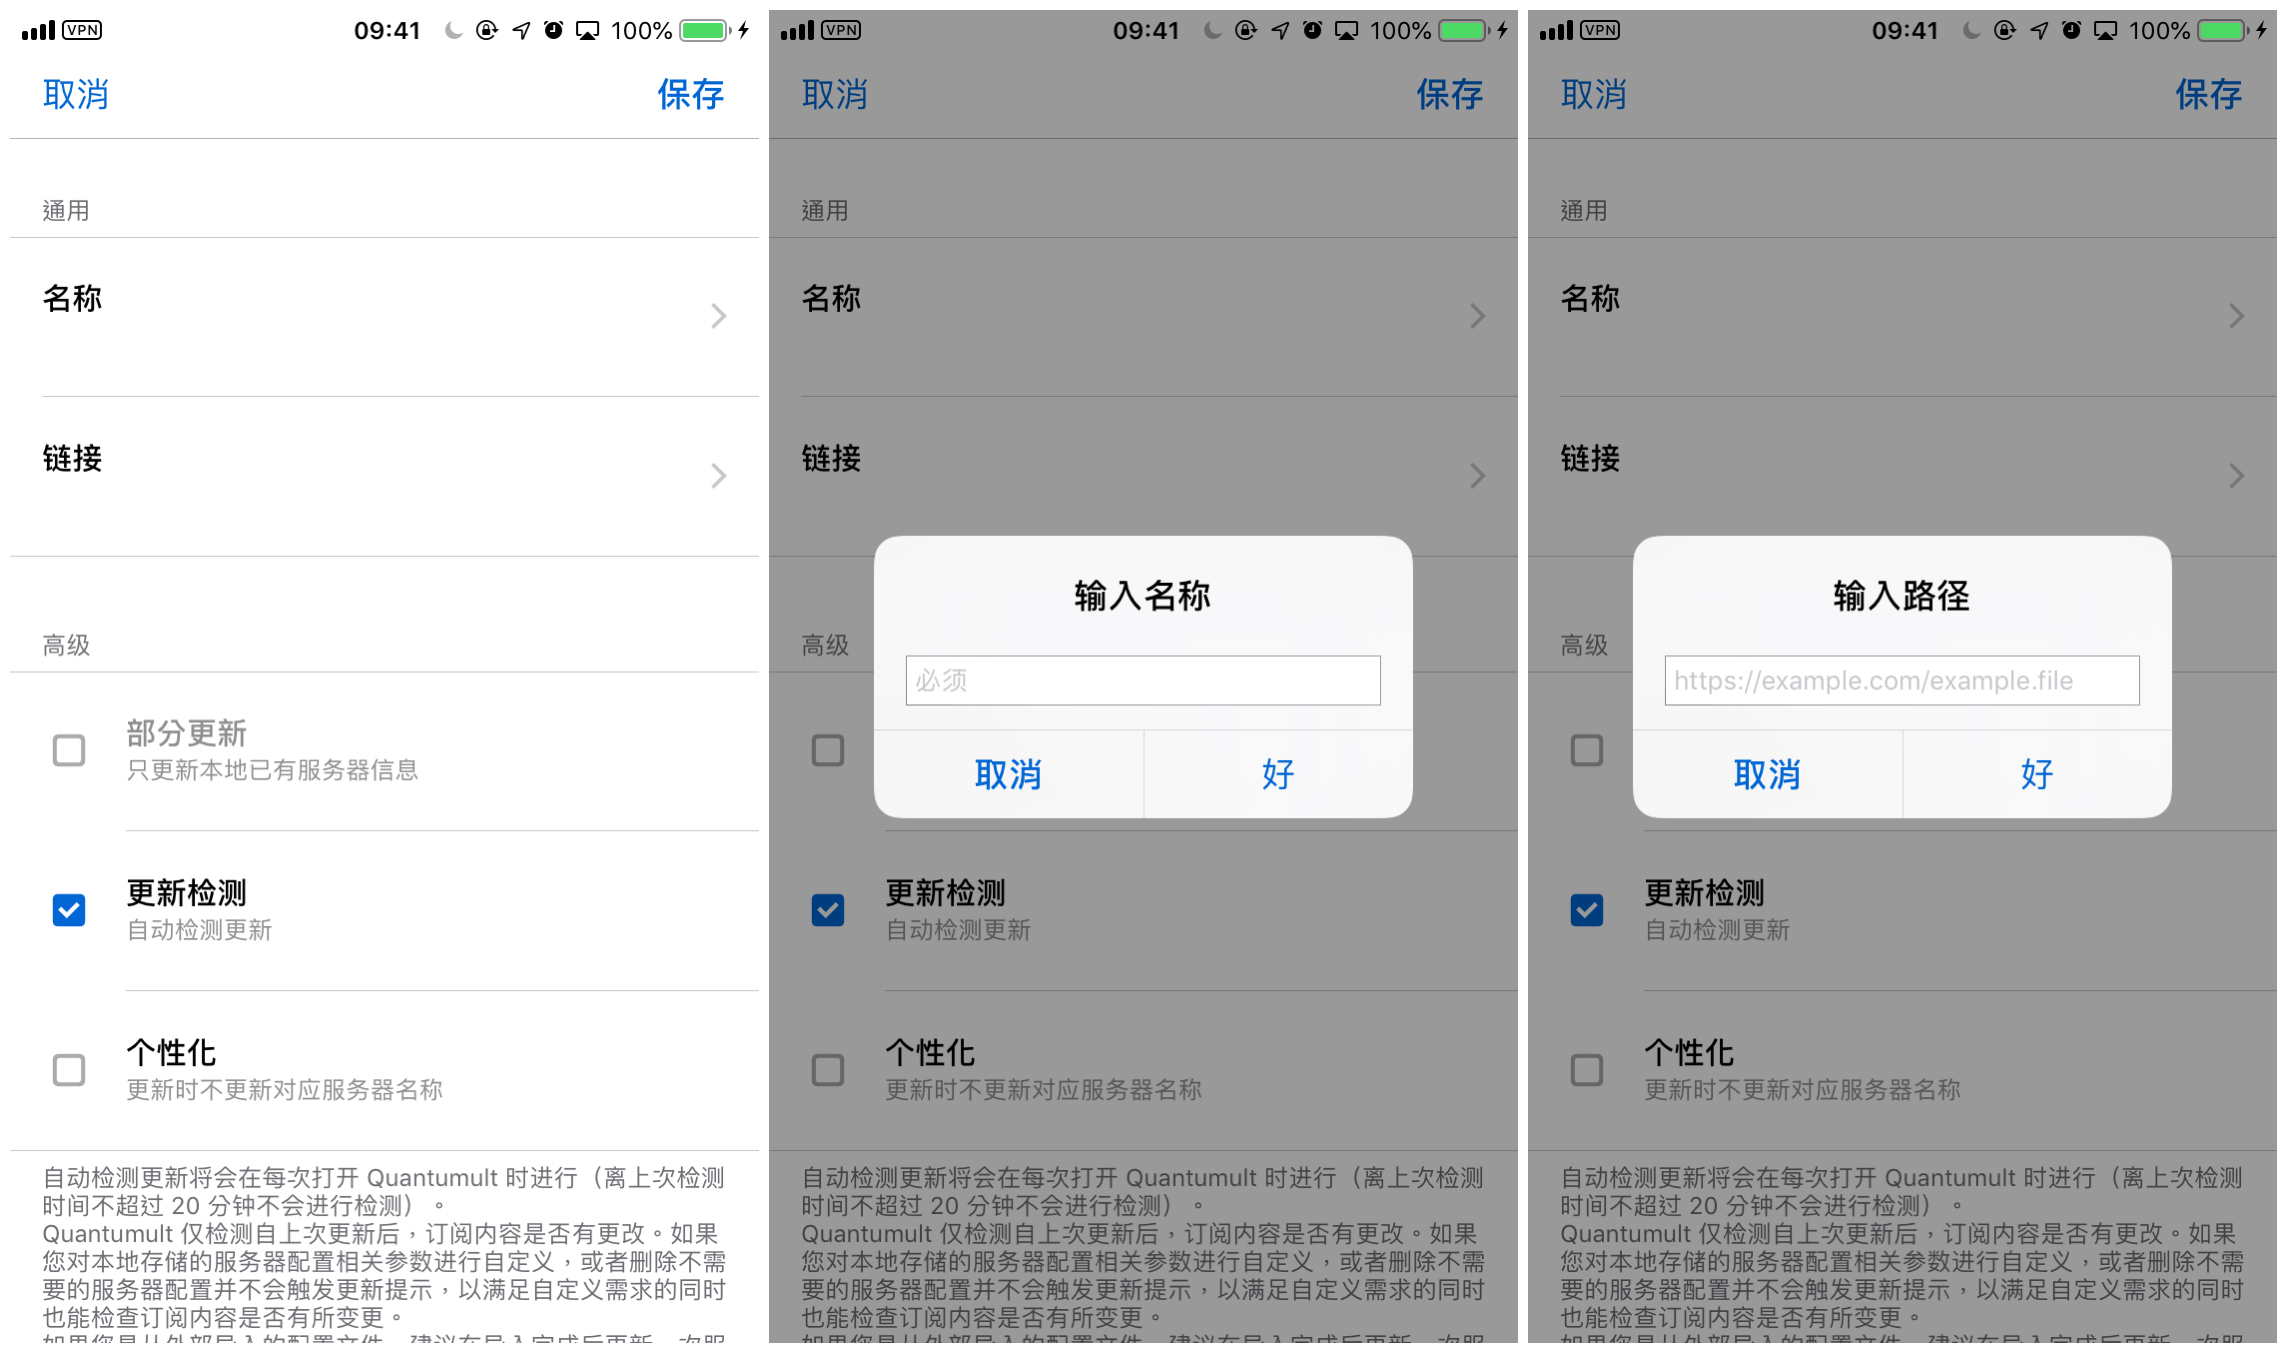 VPN 09:41 100%
取消 保存
通用
名称
链接
高级
部分更新
只更新本地已有服务器信息
更新检测
自动检测更新
个性化
更新时不更新对应服务器名称
自动检测更新将会在每次打开 Quantumult 时进行（离上次检测
时间不超过 20 分钟不会进行检测）。
Quantumult 仅检测自上次更新后，订阅内容是否有更改。如果
您对本地存储的服务器配置相关参数进行自定义，或者删除不需
要的服务器配置并不会触发更新提示，以满足自定义需求的同时
也能检查订阅内容是否有所变更。
VPN 09:41 100%
取消 保存
通用
名称
链接
输入名称
高级
必须
取消 好
更新检测
自动检测更新
个性化
更新时不更新对应服务器名称
自动检测更新将会在每次打开 Quantumult 时进行（离上次检测
时间不超过 20 分钟不会进行检测）。
Quantumult 仅检测自上次更新后，订阅内容是否有更改。如果
您对本地存储的服务器配置相关参数进行自定义，或者删除不需
要的服务器配置并不会触发更新提示，以满足自定义需求的同时
也能检查订阅内容是否有所变更。
VPN 09:41 100%
取消 保存
通用
名称
链接
输入路径
高级
https://example.com/example.file
取消 好
更新检测
自动检测更新
个性化
更新时不更新对应服务器名称
自动检测更新将会在每次打开 Quantumult 时进行（离上次检测
时间不超过 20 分钟不会进行检测）。
Quantumult 仅检测自上次更新后，订阅内容是否有更改。如果
您对本地存储的服务器配置相关参数进行自定义，或者删除不需
要的服务器配置并不会触发更新提示，以满足自定义需求的同时
也能检查订阅内容是否有所变更。